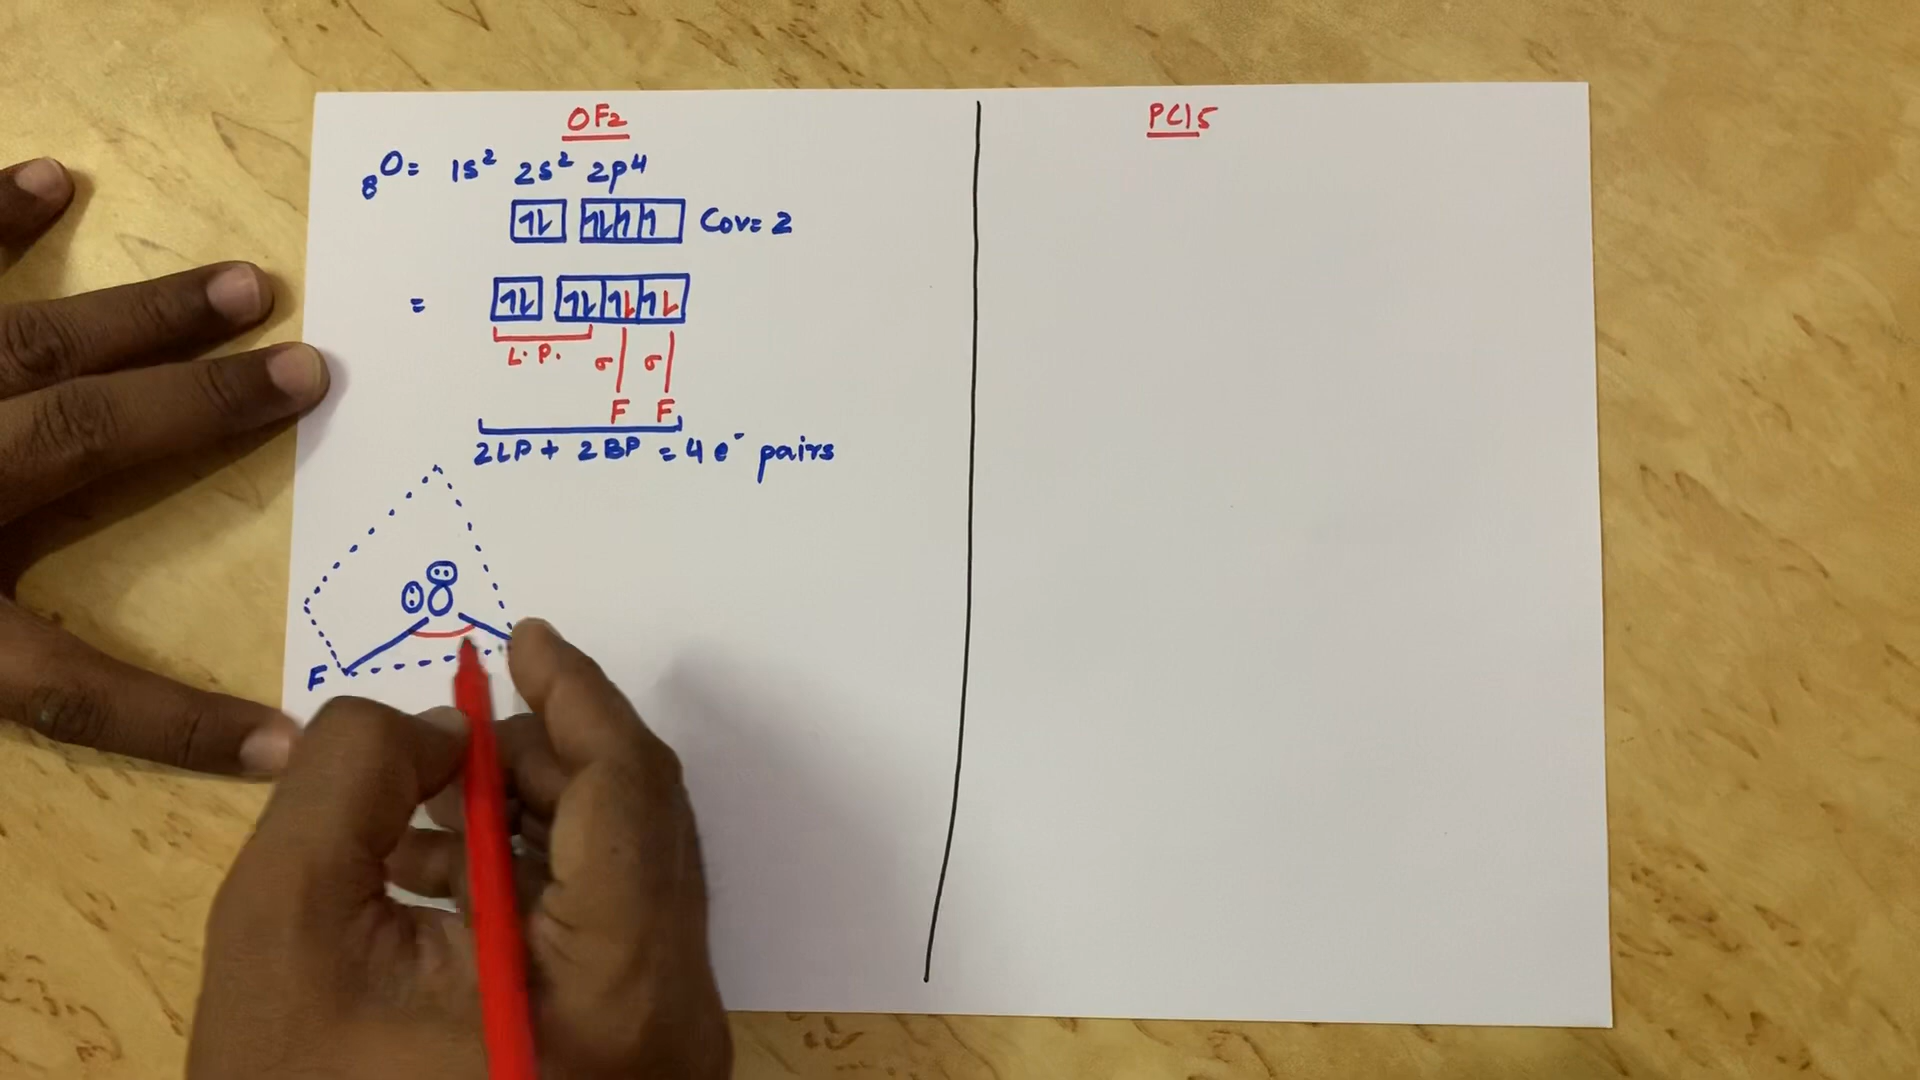 OF2
8O= 1s2 2s2 2p4
1l 1l 1 1 Cov= 2
= 1l 1l 1l 1l
L.P. σ σ
F F
2LP + 2BP = 4 e- pairs
O
F
PCl5